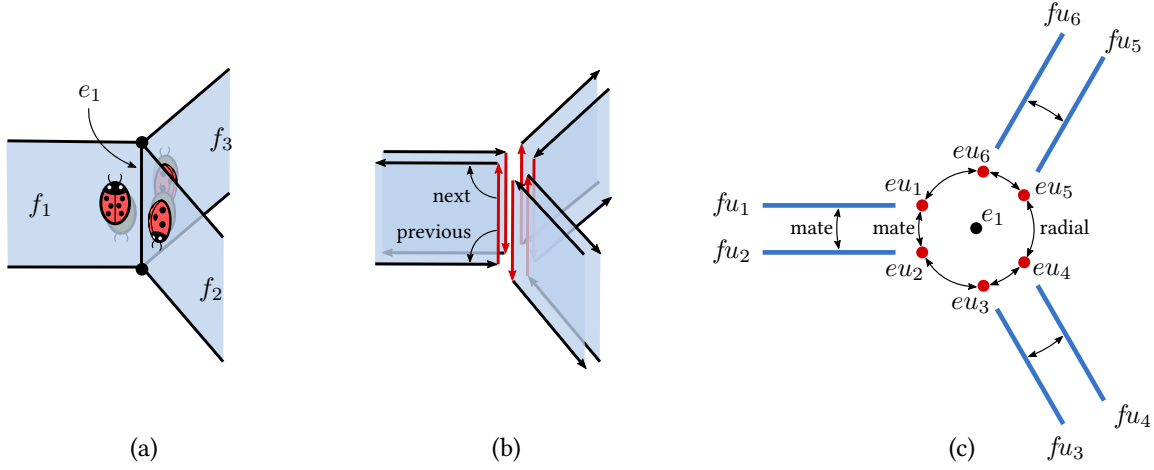 e₁
f₁
f₃
f₂
(a)
next
previous
(b)
fu₆
fu₅
eu₆
eu₁
eu₅
fu₁
mate
mate
e₁
radial
fu₂
eu₂
eu₄
eu₃
fu₄
fu₃
(c)